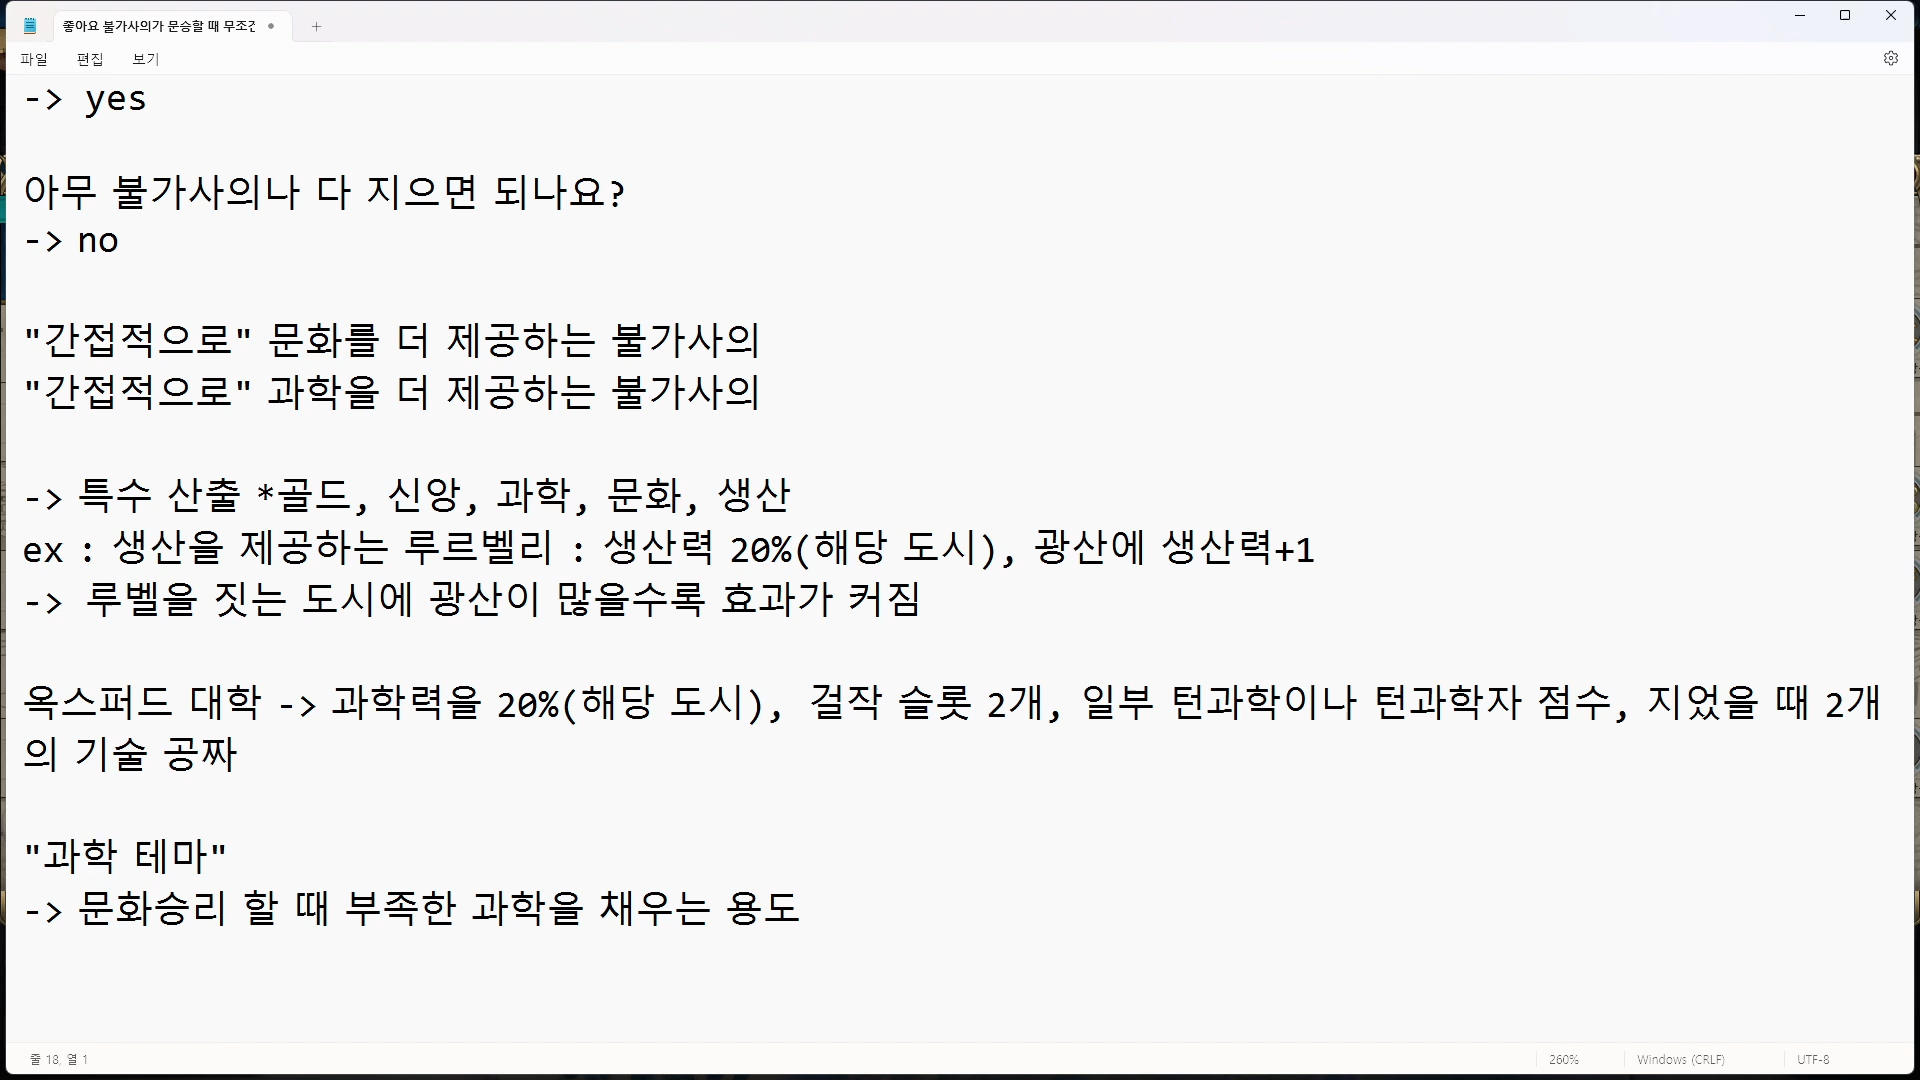 좋아요 불가사의가 문승할 때 무조건
파일 편집 보기
-> yes
아무 불가사의나 다 지으면 되나요?
-> no
"간접적으로" 문화를 더 제공하는 불가사의
"간접적으로" 과학을 더 제공하는 불가사의
-> 특수 산출 *골드, 신앙, 과학, 문화, 생산
ex : 생산을 제공하는 루르벨리 : 생산력 20%(해당 도시), 광산에 생산력+1
-> 루벨을 짓는 도시에 광산이 많을수록 효과가 커짐
옥스퍼드 대학 -> 과학력을 20%(해당 도시), 걸작 슬롯 2개, 일부 턴과학이나 턴과학자 점수, 지었을 때 2개
의 기술 공짜
"과학 테마"
-> 문화승리 할 때 부족한 과학을 채우는 용도
줄 18, 열 1 260% Windows (CRLF) UTF-8